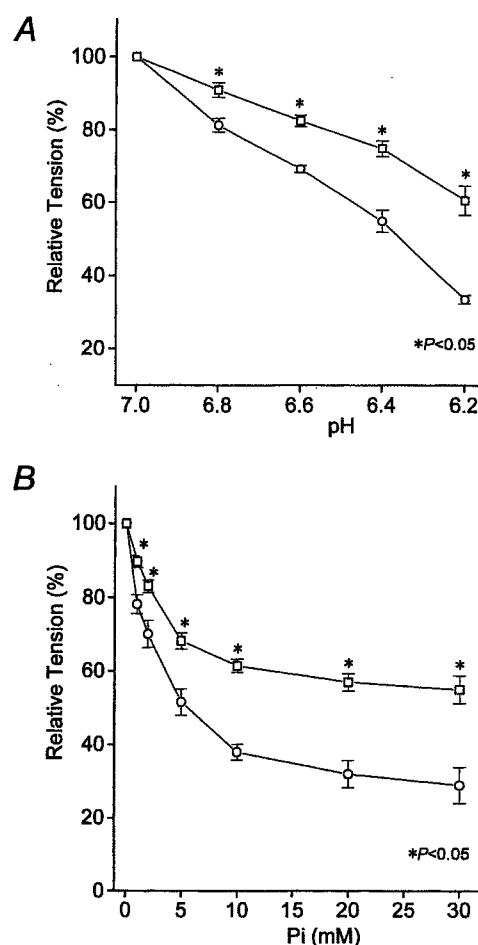 A
Relative Tension (%)
100
80
60
40
20
* * * *
*P<0.05
7.0 6.8 6.6 6.4 6.2
pH
B
Relative Tension (%)
100
80
60
40
20
0
* * * * * *
*P<0.05
0 5 10 15 20 25 30
Pi (mM)